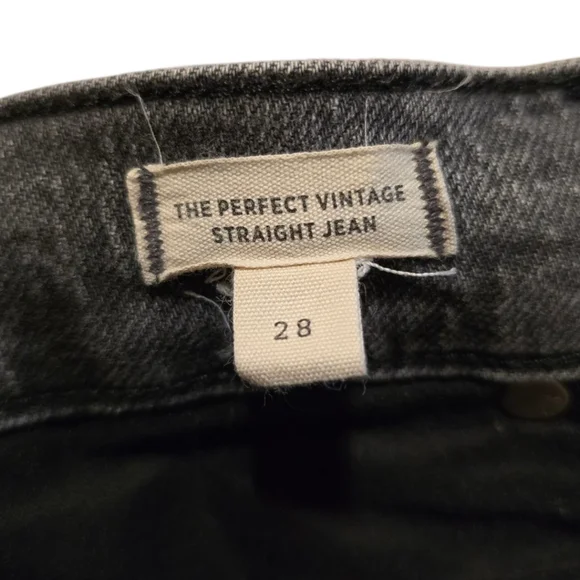 THE PERFECT VINTAGE
STRAIGHT JEAN
28